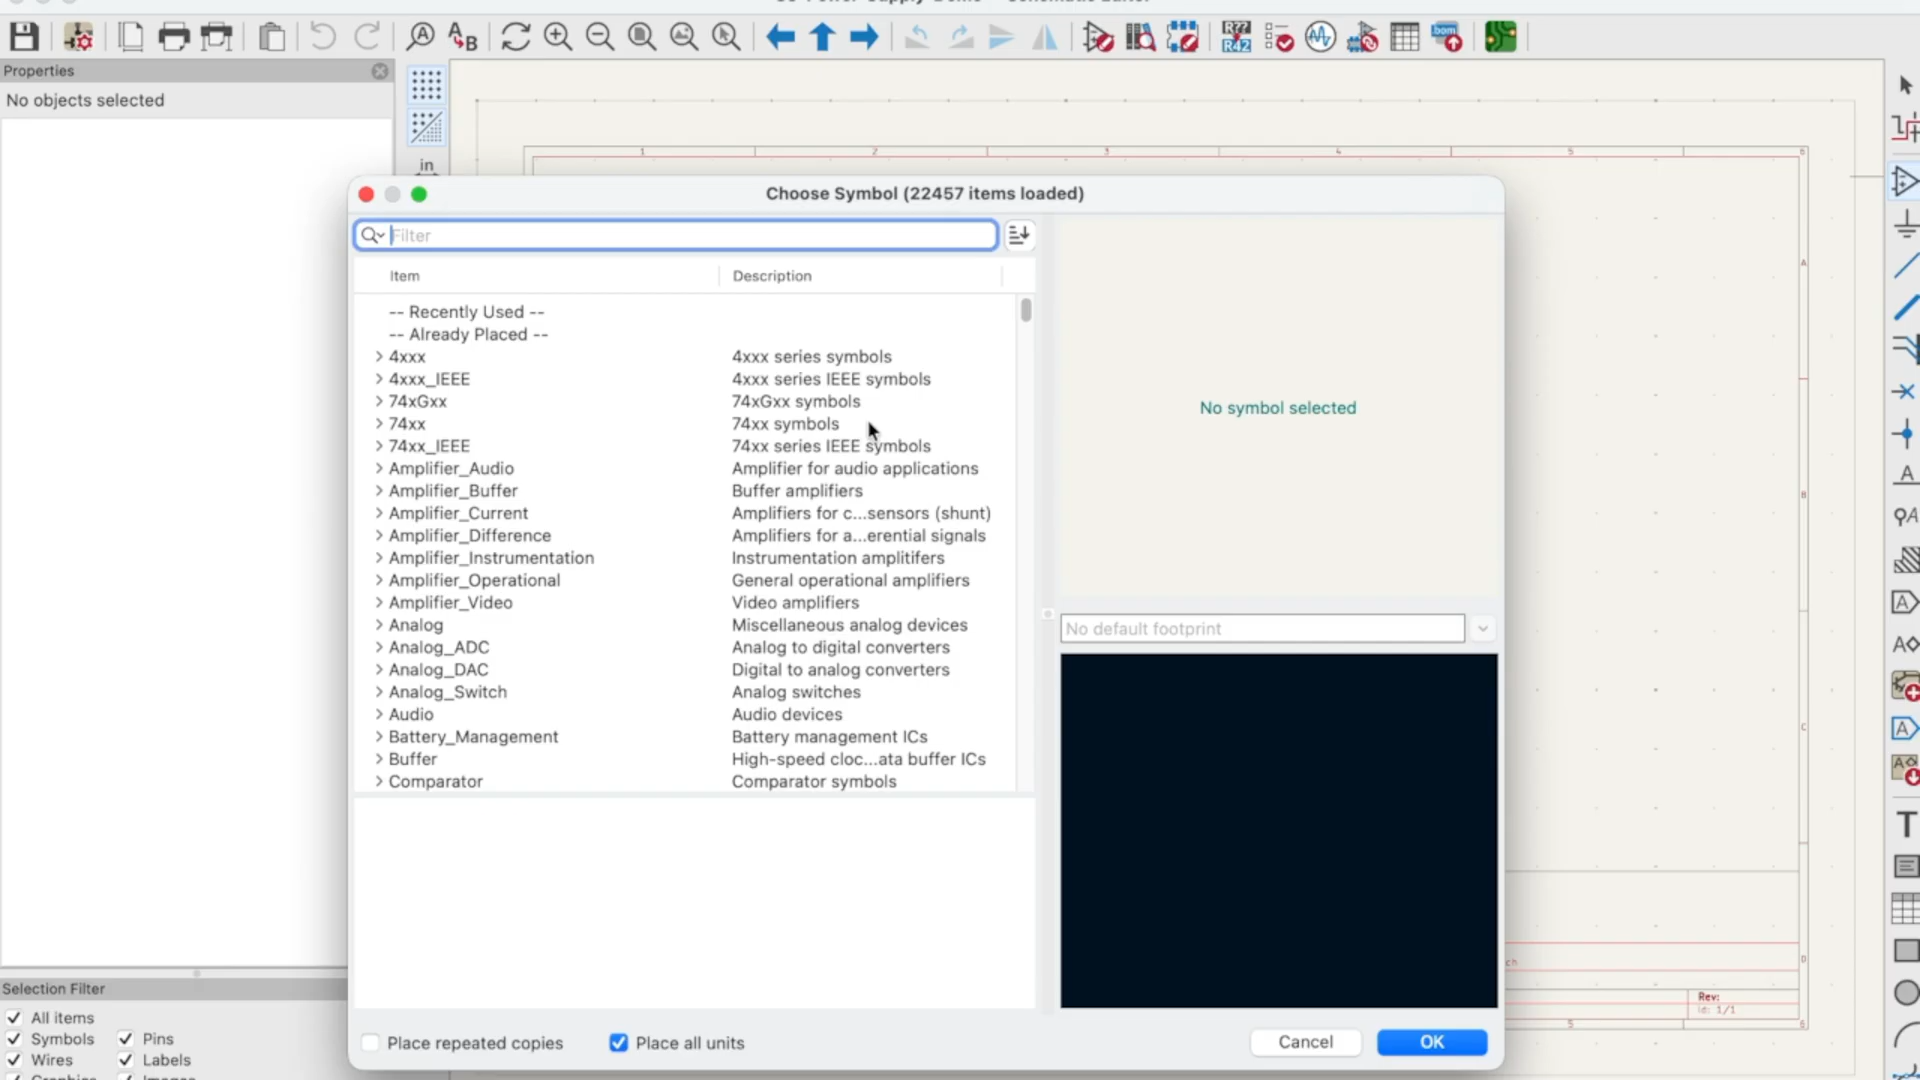 Properties
No objects selected
in
Choose Symbol (22457 items loaded)
Filter
Item Description
-- Recently Used --
-- Already Placed --
4xxx 4xxx series symbols
4xxx_IEEE 4xxx series IEEE symbols
74xGxx 74xGxx symbols
74xx 74xx symbols
74xx_IEEE 74xx series IEEE symbols
Amplifier_Audio Amplifier for audio applications
Amplifier_Buffer Buffer amplifiers
Amplifier_Current Amplifiers for c...sensors (shunt)
Amplifier_Difference Amplifiers for a...erential signals
Amplifier_Instrumentation Instrumentation amplitifers
Amplifier_Operational General operational amplifiers
Amplifier_Video Video amplifiers
Analog Miscellaneous analog devices
Analog_ADC Analog to digital converters
Analog_DAC Digital to analog converters
Analog_Switch Analog switches
Audio Audio devices
Battery_Management Battery management ICs
Buffer High-speed cloc...ata buffer ICs
Comparator Comparator symbols
No symbol selected
No default footprint
Place repeated copies
Place all units
Cancel
OK
Selection Filter
All items
Symbols Pins
Wires Labels
Rev:
Id: 1/1